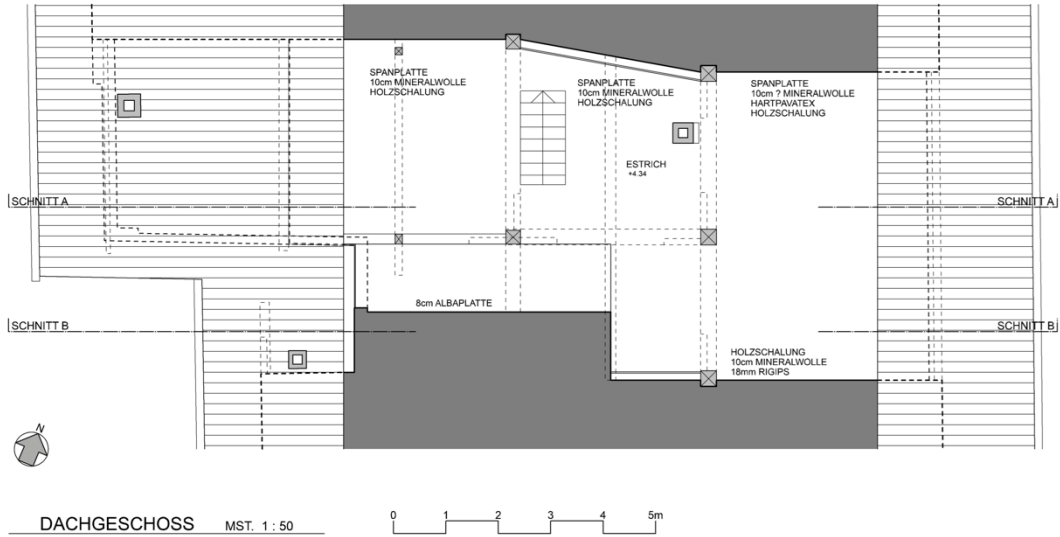 SPANPLATTE
10cm MINERALWOLLE
HOLZSCHALUNG
SPANPLATTE
10cm MINERALWOLLE
HOLZSCHALUNG
SPANPLATTE
10cm ? MINERALWOLLE
HARTPAVATEX
HOLZSCHALUNG
ESTRICH
+4.34
SCHNITT A
SCHNITT A
8cm ALBAPLATTE
SCHNITT B
SCHNITT B
HOLZSCHALUNG
10cm MINERALWOLLE
18mm RIGIPS
N
DACHGESCHOSS MST. 1 : 50
0 1 2 3 4 5m